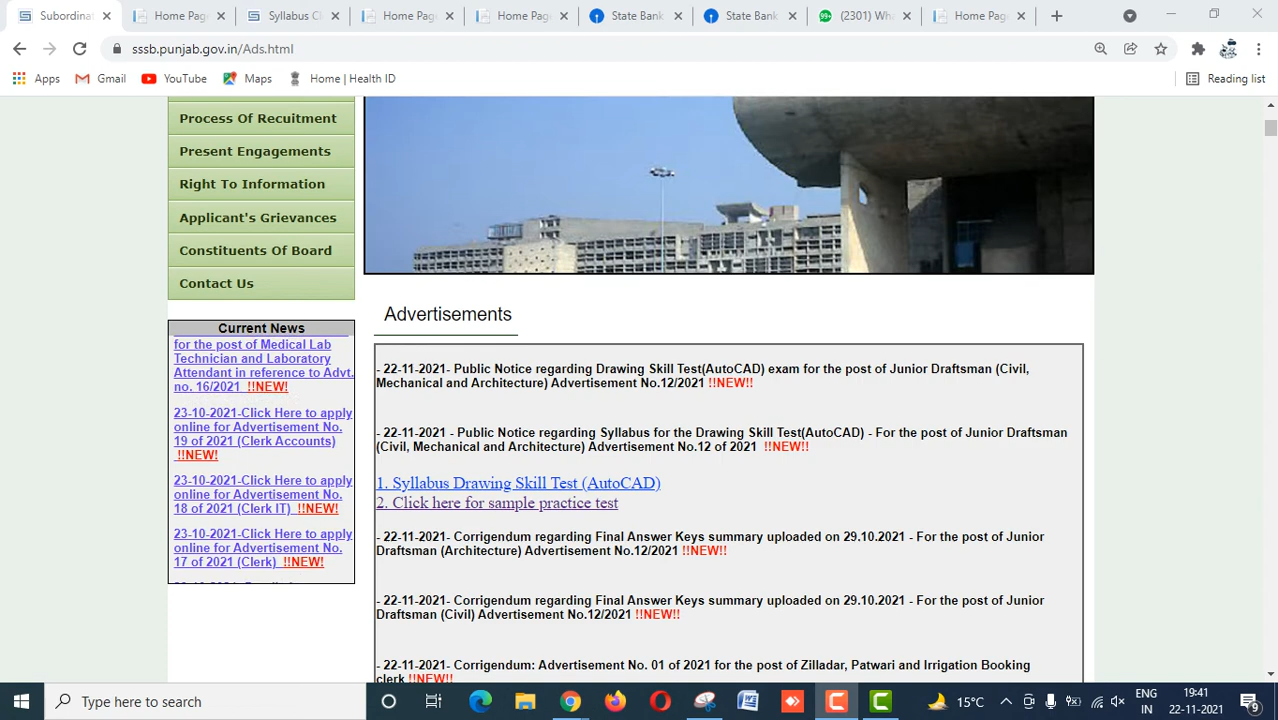 Subordinat
Home Page
Syllabus Cl
Home Page
Home Page
State Bank
State Bank
(2301) Wha
Home Page
sssb.punjab.gov.in/Ads.html
Apps
Gmail
YouTube
Maps
Home | Health ID
Reading list
Process Of Recuitment
Present Engagements
Right To Information
Applicant's Grievances
Constituents Of Board
Contact Us
Current News
for the post of Medical Lab
Technician and Laboratory
Attendant in reference to Advt.
no. 16/2021 !!NEW!
23-10-2021-Click Here to apply
online for Advertisement No.
19 of 2021 (Clerk Accounts)
!!NEW!
23-10-2021-Click Here to apply
online for Advertisement No.
18 of 2021 (Clerk IT) !!NEW!
23-10-2021-Click Here to apply
online for Advertisement No.
17 of 2021 (Clerk) !!NEW!
Advertisements
- 22-11-2021- Public Notice regarding Drawing Skill Test(AutoCAD) exam for the post of Junior Draftsman (Civil,
Mechanical and Architecture) Advertisement No.12/2021 !!NEW!!
- 22-11-2021 - Public Notice regarding Syllabus for the Drawing Skill Test(AutoCAD) - For the post of Junior Draftsman
(Civil, Mechanical and Architecture) Advertisement No.12 of 2021 !!NEW!!
1. Syllabus Drawing Skill Test (AutoCAD)
2. Click here for sample practice test
- 22-11-2021- Corrigendum regarding Final Answer Keys summary uploaded on 29.10.2021 - For the post of Junior
Draftsman (Architecture) Advertisement No.12/2021 !!NEW!!
- 22-11-2021- Corrigendum regarding Final Answer Keys summary uploaded on 29.10.2021 - For the post of Junior
Draftsman (Civil) Advertisement No.12/2021 !!NEW!!
- 22-11-2021- Corrigendum: Advertisement No. 01 of 2021 for the post of Zilladar, Patwari and Irrigation Booking
clerk !!NEW!!
Type here to search
15°C
ENG
IN
19:41
22-11-2021
9